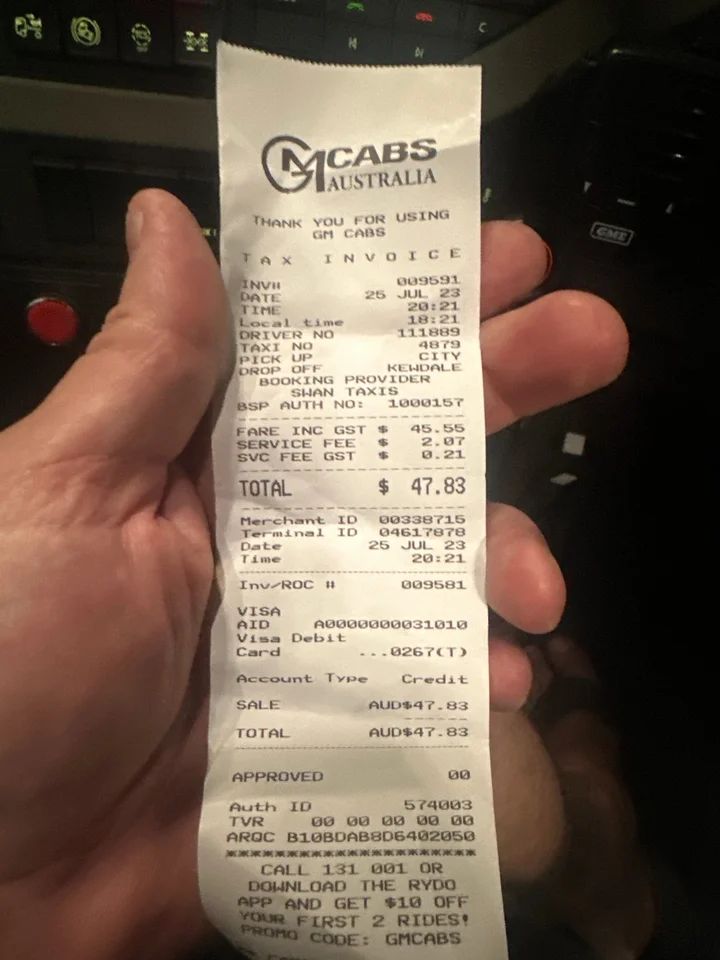 C
GME
GM CABS
AUSTRALIA
THANK YOU FOR USING
GM CABS
TAX INVOICE
INV# 009591
DATE 25 JUL 23
TIME 20:21
Local time 18:21
DRIVER NO 111889
TAXI NO 4879
PICK UP CITY
DROP OFF KEWDALE
BOOKING PROVIDER
SWAN TAXIS
BSP AUTH NO: 1000157
FARE INC GST $ 45.55
SERVICE FEE $ 2.07
SVC FEE GST $ 0.21
TOTAL $ 47.83
Merchant ID 00338715
Terminal ID 04617878
Date 25 JUL 23
Time 20:21
Inv/ROC # 009581
VISA
AID A0000000031010
Visa Debit
Card ...0267(T)
Account Type Credit
SALE AUD$47.83
TOTAL AUD$47.83
APPROVED 00
Auth ID 574003
TVR 00 00 00 00 00
ARQC B10BDAB8D6402050
************************
CALL 131 001 OR
DOWNLOAD THE RYDO
APP AND GET $10 OFF
YOUR FIRST 2 RIDES!
PROMO CODE: GMCABS